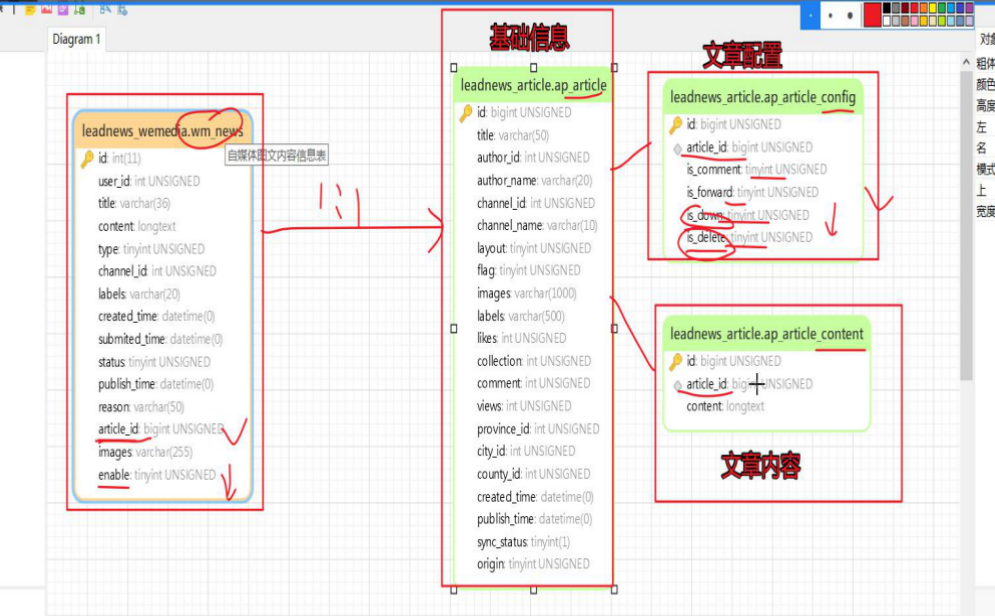 Diagram 1
leadnews_wemedia.wm_news
id: int(11)
自媒体图文内容信息表
user_id: int UNSIGNED
title: varchar(36)
content: longtext
type: tinyint UNSIGNED
channel_id: int UNSIGNED
labels: varchar(20)
created_time: datetime(0)
submited_time: datetime(0)
status: tinyint UNSIGNED
publish_time: datetime(0)
reason: varchar(50)
article_id: bigint UNSIGNED
images: varchar(255)
enable: tinyint UNSIGNED
1:1
基础信息
leadnews_article.ap_article
id: bigint UNSIGNED
title: varchar(50)
author_id: int UNSIGNED
author_name: varchar(20)
channel_id: int UNSIGNED
channel_name: varchar(10)
layout: tinyint UNSIGNED
flag: tinyint UNSIGNED
images: varchar(1000)
labels: varchar(500)
likes: int UNSIGNED
collection: int UNSIGNED
comment: int UNSIGNED
views: int UNSIGNED
province_id: int UNSIGNED
city_id: int UNSIGNED
county_id: int UNSIGNED
created_time: datetime(0)
publish_time: datetime(0)
sync_status: tinyint(1)
origin: tinyint UNSIGNED
文章配置
leadnews_article.ap_article_config
id: bigint UNSIGNED
article_id: bigint UNSIGNED
is_comment: tinyint UNSIGNED
is_forward: tinyint UNSIGNED
is_down: tinyint UNSIGNED
is_delete: tinyint UNSIGNED
leadnews_article.ap_article_content
id: bigint UNSIGNED
article_id: bigint UNSIGNED
content: longtext
文章内容
粗体
颜色
高度
左
名
模式
上
宽度